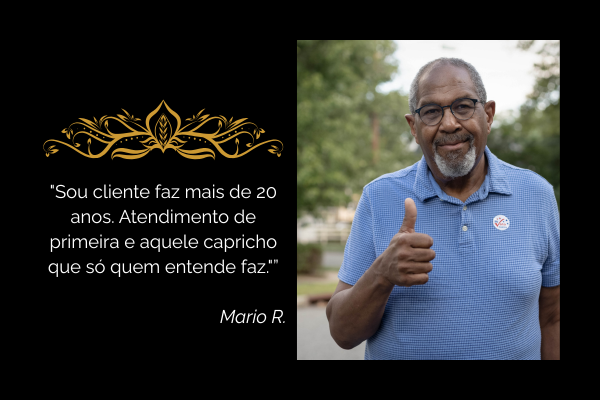 "Sou cliente faz mais de 20
anos. Atendimento de
primeira e aquele capricho
que só quem entende faz."”
Mario R.